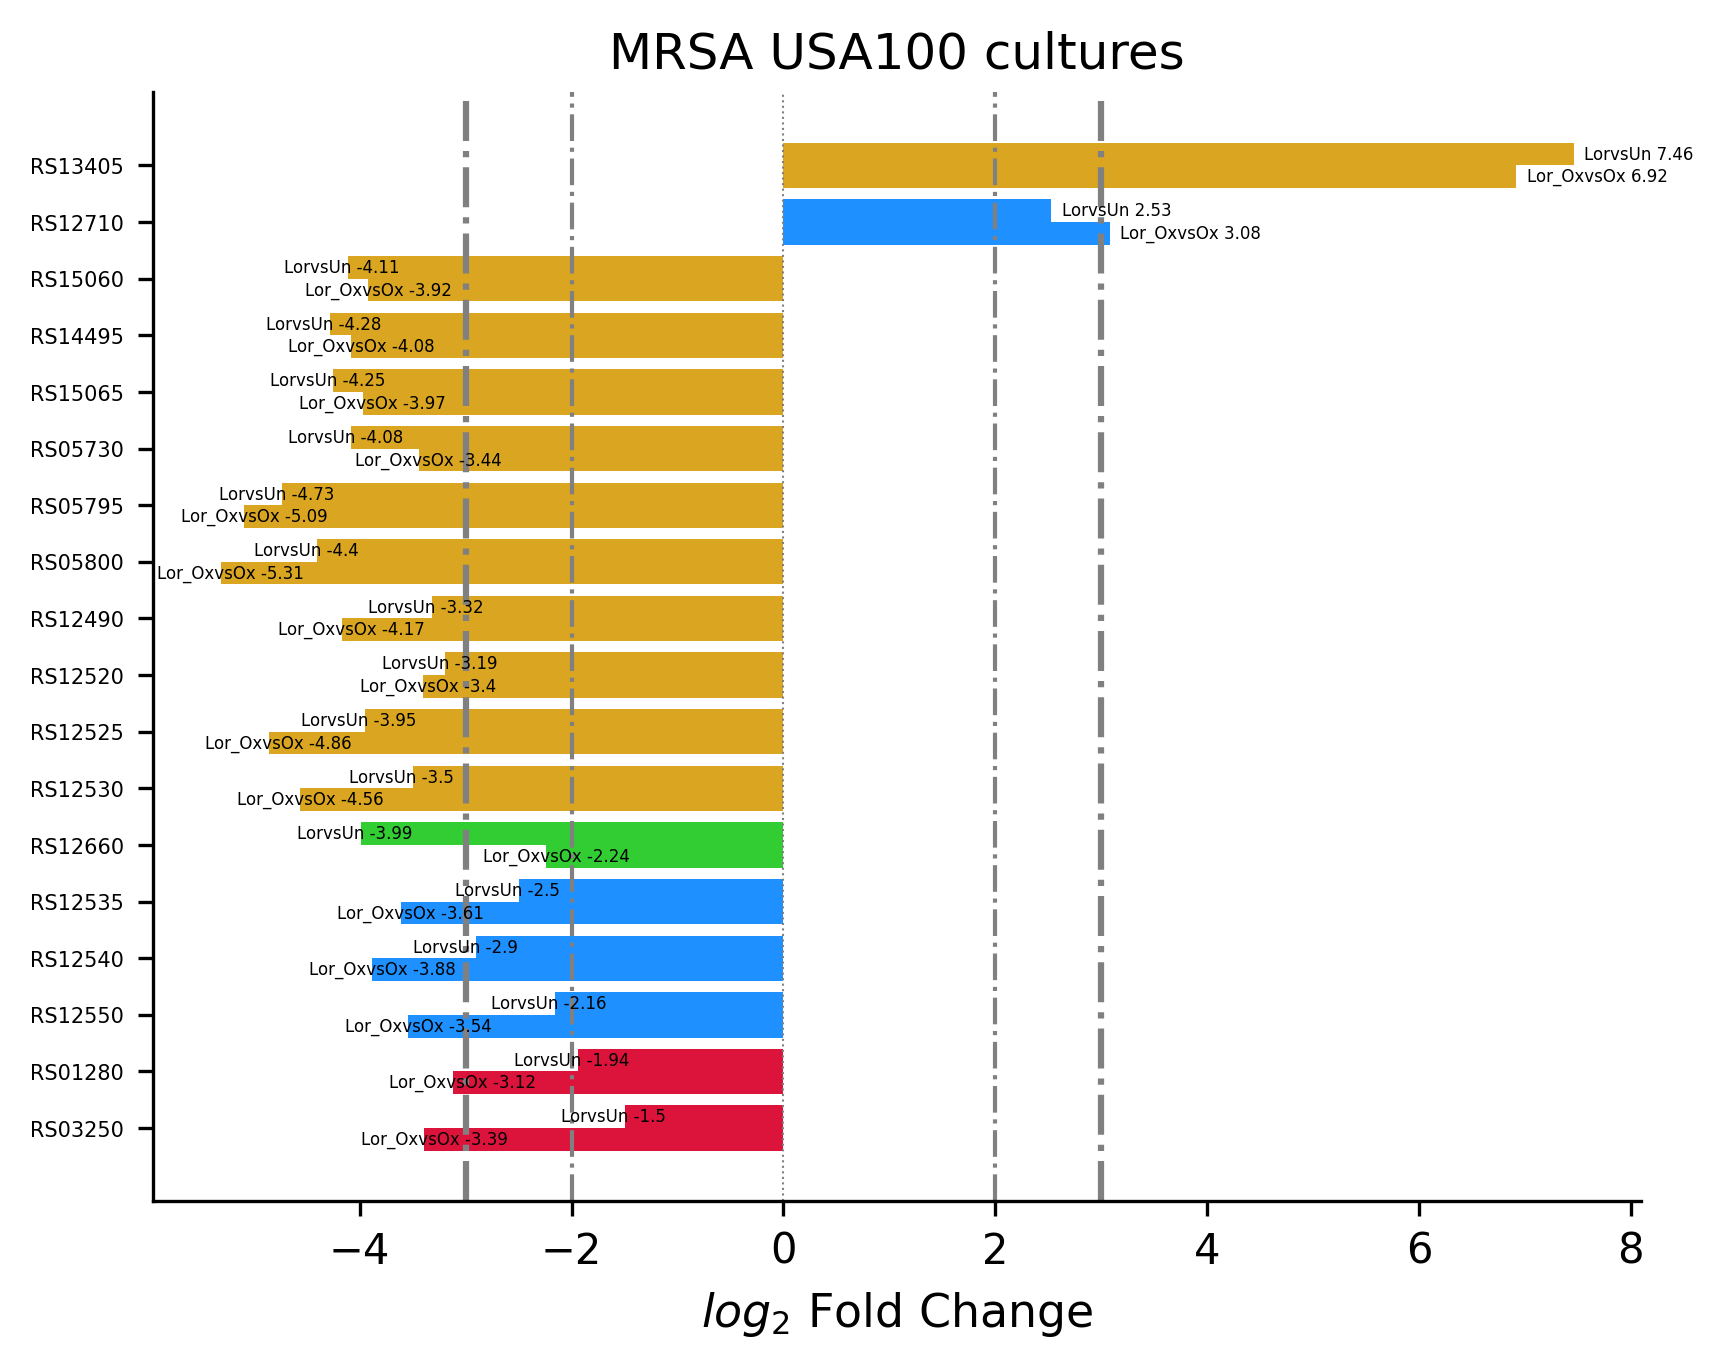 MRSA USA100 cultures
RS13405
LorvsUn 7.46
Lor_OxvsOx 6.92
RS12710
LorvsUn 2.53
Lor_OxvsOx 3.08
RS15060
LorvsUn -4.11
Lor_OxvsOx -3.92
RS14495
LorvsUn -4.28
Lor_OxvsOx -4.08
RS15065
LorvsUn -4.25
Lor_OxvsOx -3.97
RS05730
LorvsUn -4.08
Lor_OxvsOx -3.44
RS05795
LorvsUn -4.73
Lor_OxvsOx -5.09
RS05800
LorvsUn -4.4
Lor_OxvsOx -5.31
RS12490
LorvsUn -3.32
Lor_OxvsOx -4.17
RS12520
LorvsUn -3.19
Lor_OxvsOx -3.4
RS12525
LorvsUn -3.95
Lor_OxvsOx -4.86
RS12530
LorvsUn -3.5
Lor_OxvsOx -4.56
RS12660
LorvsUn -3.99
Lor_OxvsOx -2.24
RS12535
LorvsUn -2.5
Lor_OxvsOx -3.61
RS12540
LorvsUn -2.9
Lor_OxvsOx -3.88
RS12550
LorvsUn -2.16
Lor_OxvsOx -3.54
RS01280
LorvsUn -1.94
Lor_OxvsOx -3.12
RS03250
LorvsUn -1.5
Lor_OxvsOx -3.39
−4 −2 0 2 4 6 8
log₂ Fold Change